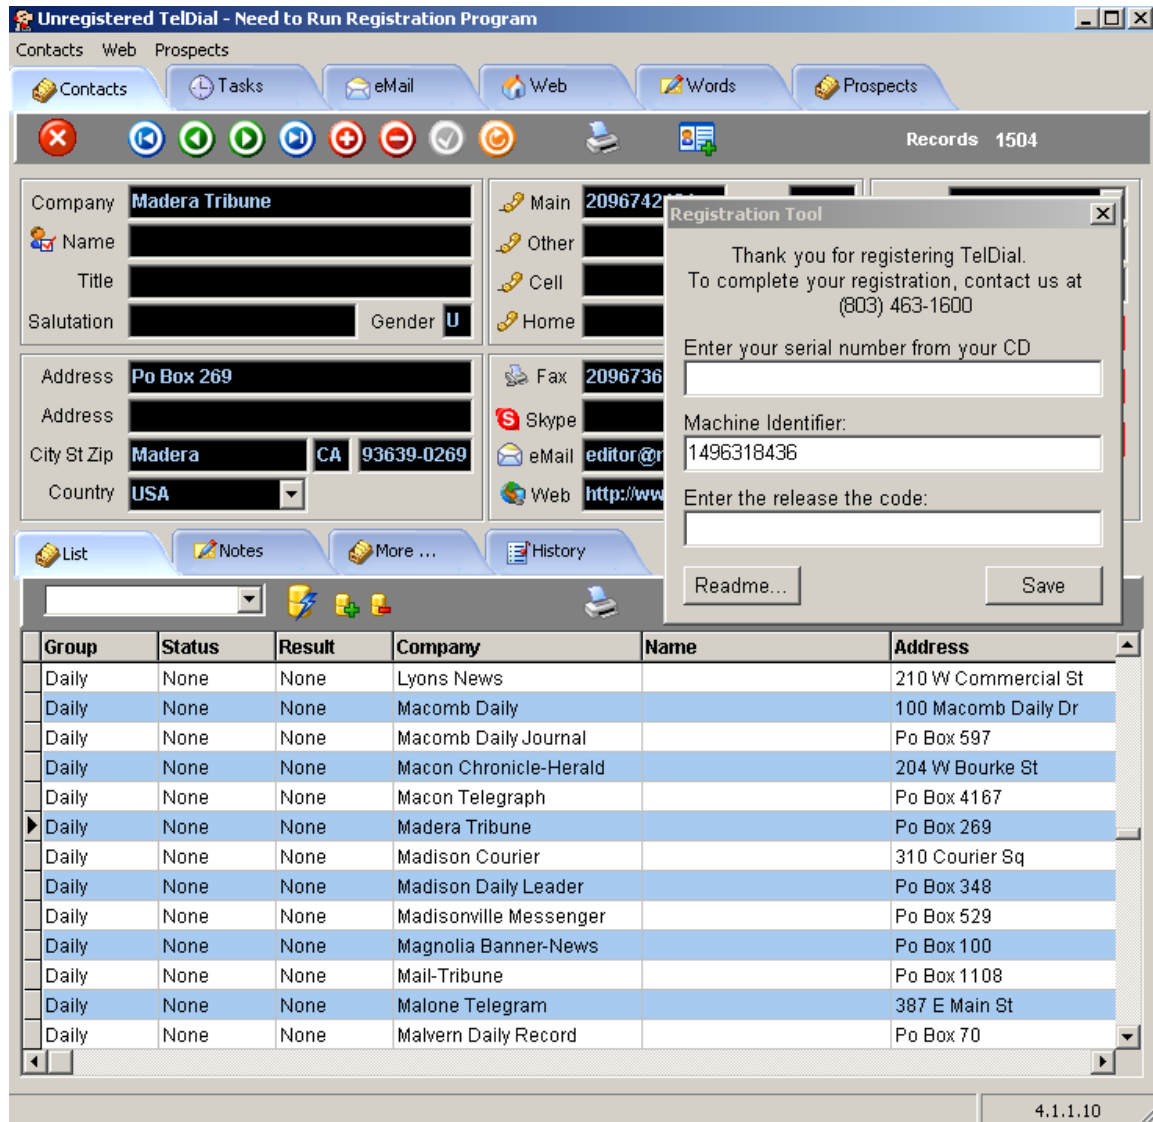 Unregistered TelDial - Need to Run Registration Program
Contacts Web Prospects
Contacts Tasks eMail Web Words Prospects
Records 1504
Company Madera Tribune
Name
Title
Salutation Gender U
Main
Other
Cell
Home
Address Po Box 269
Address
City St Zip Madera CA 93639-0269
Country USA
Fax 2096736
Skype
eMail
Web http://ww
Registration Tool
Thank you for registering TelDial.
To complete your registration, contact us at
(803) 463-1600
Enter your serial number from your CD
Machine Identifier:
1496318436
Enter the release the code:
Readme... Save
List Notes More ... History
Group Status Result Company Name Address
Daily None None Lyons News 210 W Commercial St
Daily None None Macomb Daily 100 Macomb Daily Dr
Daily None None Macomb Daily Journal Po Box 597
Daily None None Macon Chronicle-Herald 204 W Bourke St
Daily None None Macon Telegraph Po Box 4167
Daily None None Madera Tribune Po Box 269
Daily None None Madison Courier 310 Courier Sq
Daily None None Madison Daily Leader Po Box 348
Daily None None Madisonville Messenger Po Box 529
Daily None None Magnolia Banner-News Po Box 100
Daily None None Mail-Tribune Po Box 1108
Daily None None Malone Telegram 387 E Main St
Daily None None Malvern Daily Record Po Box 70
4.1.1.10